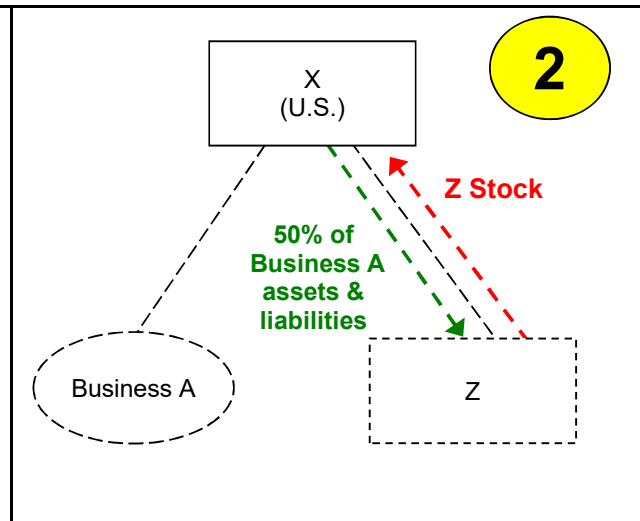 2
X
(U.S.)
Z Stock
50% of
Business A
assets &
liabilities
Business A
Z